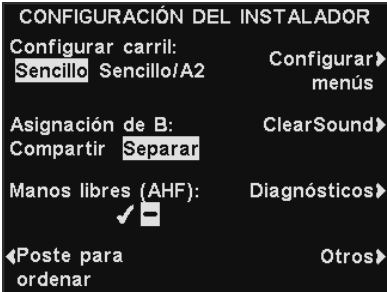 CONFIGURACIÓN DEL INSTALADOR
Configurar carril:
Sencillo Sencillo/A2
Configurar
menús
Asignación de B:
Compartir Separar
ClearSound
Manos libres (AHF):
✓ –
Diagnósticos
Poste para
ordenar
Otros